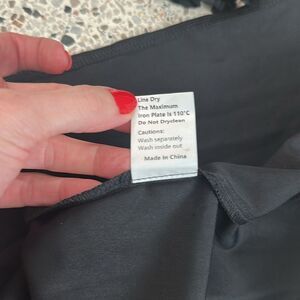 Line Dry
The Maximum
Iron Plate Is 110°C
Do Not Dryclean
Cautions:
Wash separately
Wash inside out
Made In China